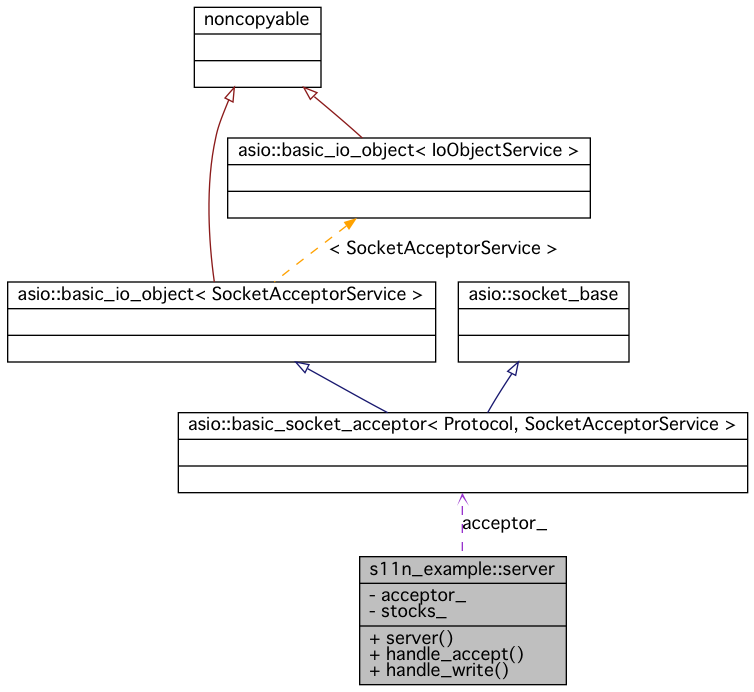 noncopyable
asio::basic_io_object< IoObjectService >
< SocketAcceptorService >
asio::basic_io_object< SocketAcceptorService >
asio::socket_base
asio::basic_socket_acceptor< Protocol, SocketAcceptorService >
acceptor_
s11n_example::server
- acceptor_
- stocks_
+ server()
+ handle_accept()
+ handle_write()